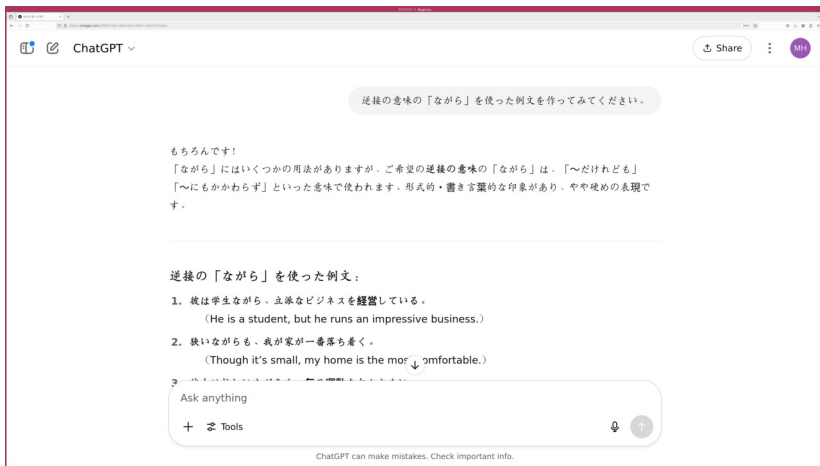 ChatGPT
Share
MH
逆接の意味の「ながら」を使った例文を作ってみてください。
もちろんです！
「ながら」にはいくつかの用法がありますが、ご希望の逆接の意味の「ながら」は、「〜だけれども」
「〜にもかかわらず」といった意味で使われます。形式的・書き言葉的な印象があり、やや硬めの表現で
す。
逆接の「ながら」を使った例文：
1. 彼は学生ながら、立派なビジネスを経営している。
（He is a student, but he runs an impressive business.）
2. 狭いながらも、我が家が一番落ち着く。
（Though it's small, my home is the most comfortable.）
3.
Ask anything
Tools
ChatGPT can make mistakes. Check important info.